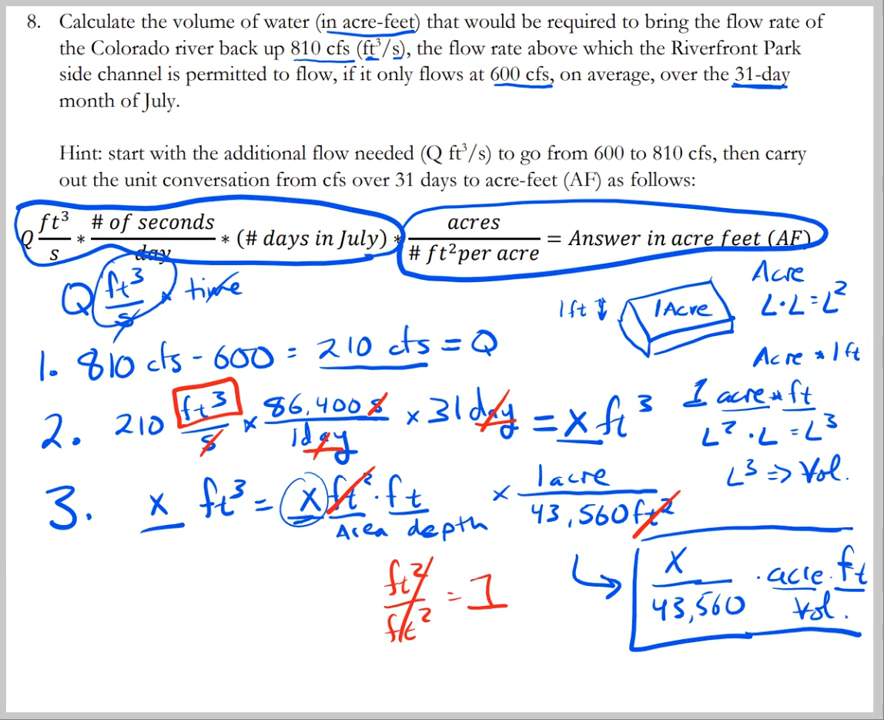 8. Calculate the volume of water (in acre-feet) that would be required to bring the flow rate of
the Colorado river back up 810 cfs (ft³/s), the flow rate above which the Riverfront Park
side channel is permitted to flow, if it only flows at 600 cfs, on average, over the 31-day
month of July.
Hint: start with the additional flow needed (Q ft³/s) to go from 600 to 810 cfs, then carry
out the unit conversion from cfs over 31 days to acre-feet (AF) as follows:
Q ft³/s * # of seconds/day * (# days in July) * acres/# ft² per acre = Answer in acre feet (AF)
Q ft³/s × time
1 ft 1 Acre
Acre
L·L=L²
Acre * 1 ft
1 acre * ft
L² · L = L³
L³ => Vol.
1. 810 cfs - 600 = 210 cfs = Q
2. 210 ft³/s × 86,400 s/1 day × 31 day = x ft³
3. x ft³ = x ft² · ft × 1 acre/43,560 ft²
Area depth
ft²/ft² = 1
x/43,560 · acre · ft
Vol.